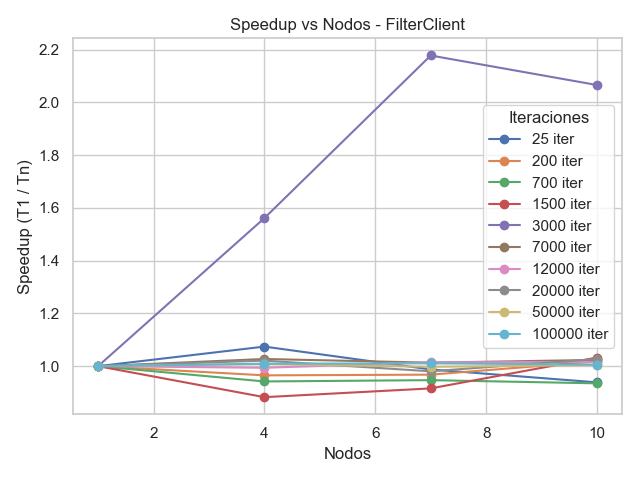 Speedup vs Nodos - FilterClient
2.2
2.0
1.8
1.6
1.4
1.2
1.0
Speedup (T1 / Tn)
Iteraciones
25 iter
200 iter
700 iter
1500 iter
3000 iter
7000 iter
12000 iter
20000 iter
50000 iter
100000 iter
2
4
6
8
10
Nodos